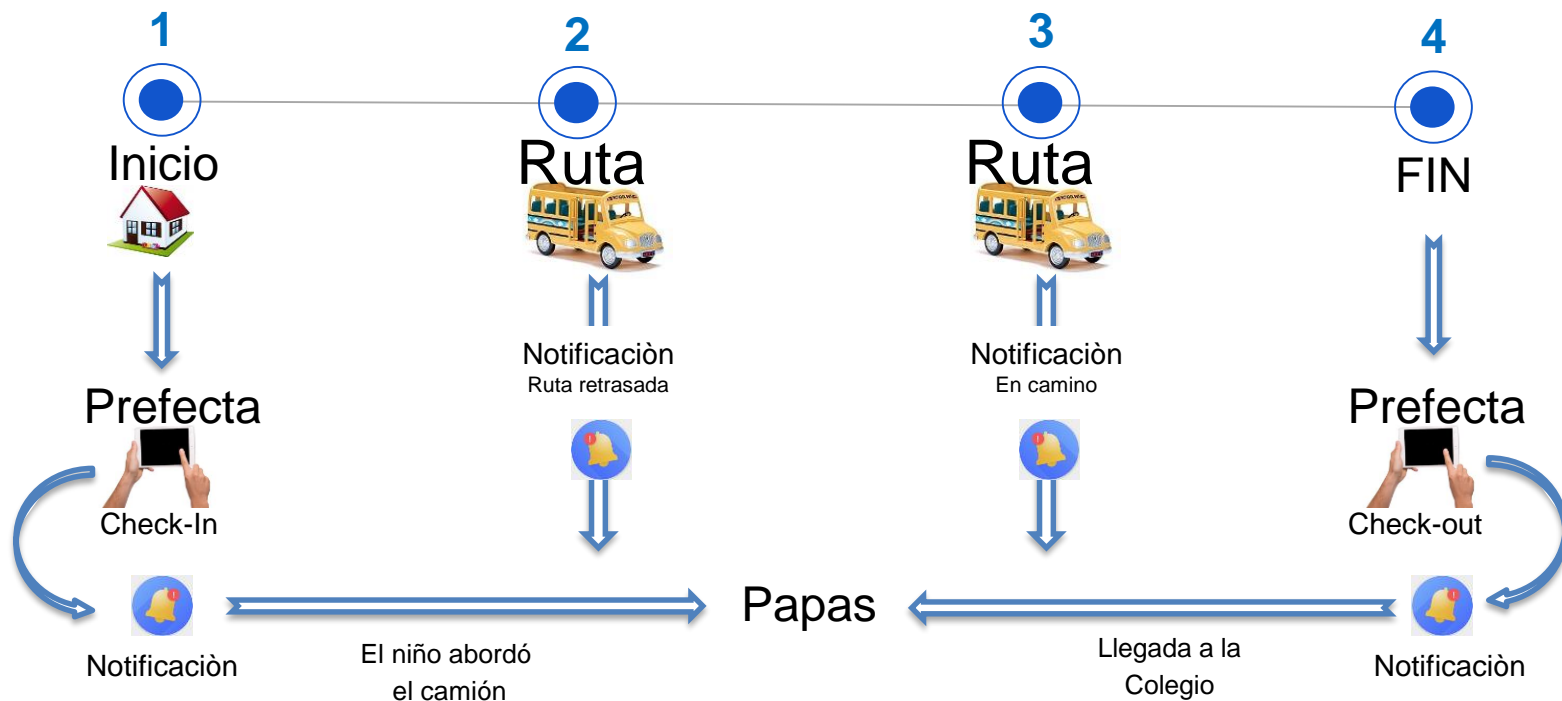 1
2
3
4
Inicio
Ruta
Ruta
FIN
Notificaciòn
Ruta retrasada
Notificaciòn
En camino
Prefecta
Prefecta
Check-In
Check-out
Papas
Notificaciòn
El niño abordó
el camión
Llegada a la
Colegio
Notificaciòn